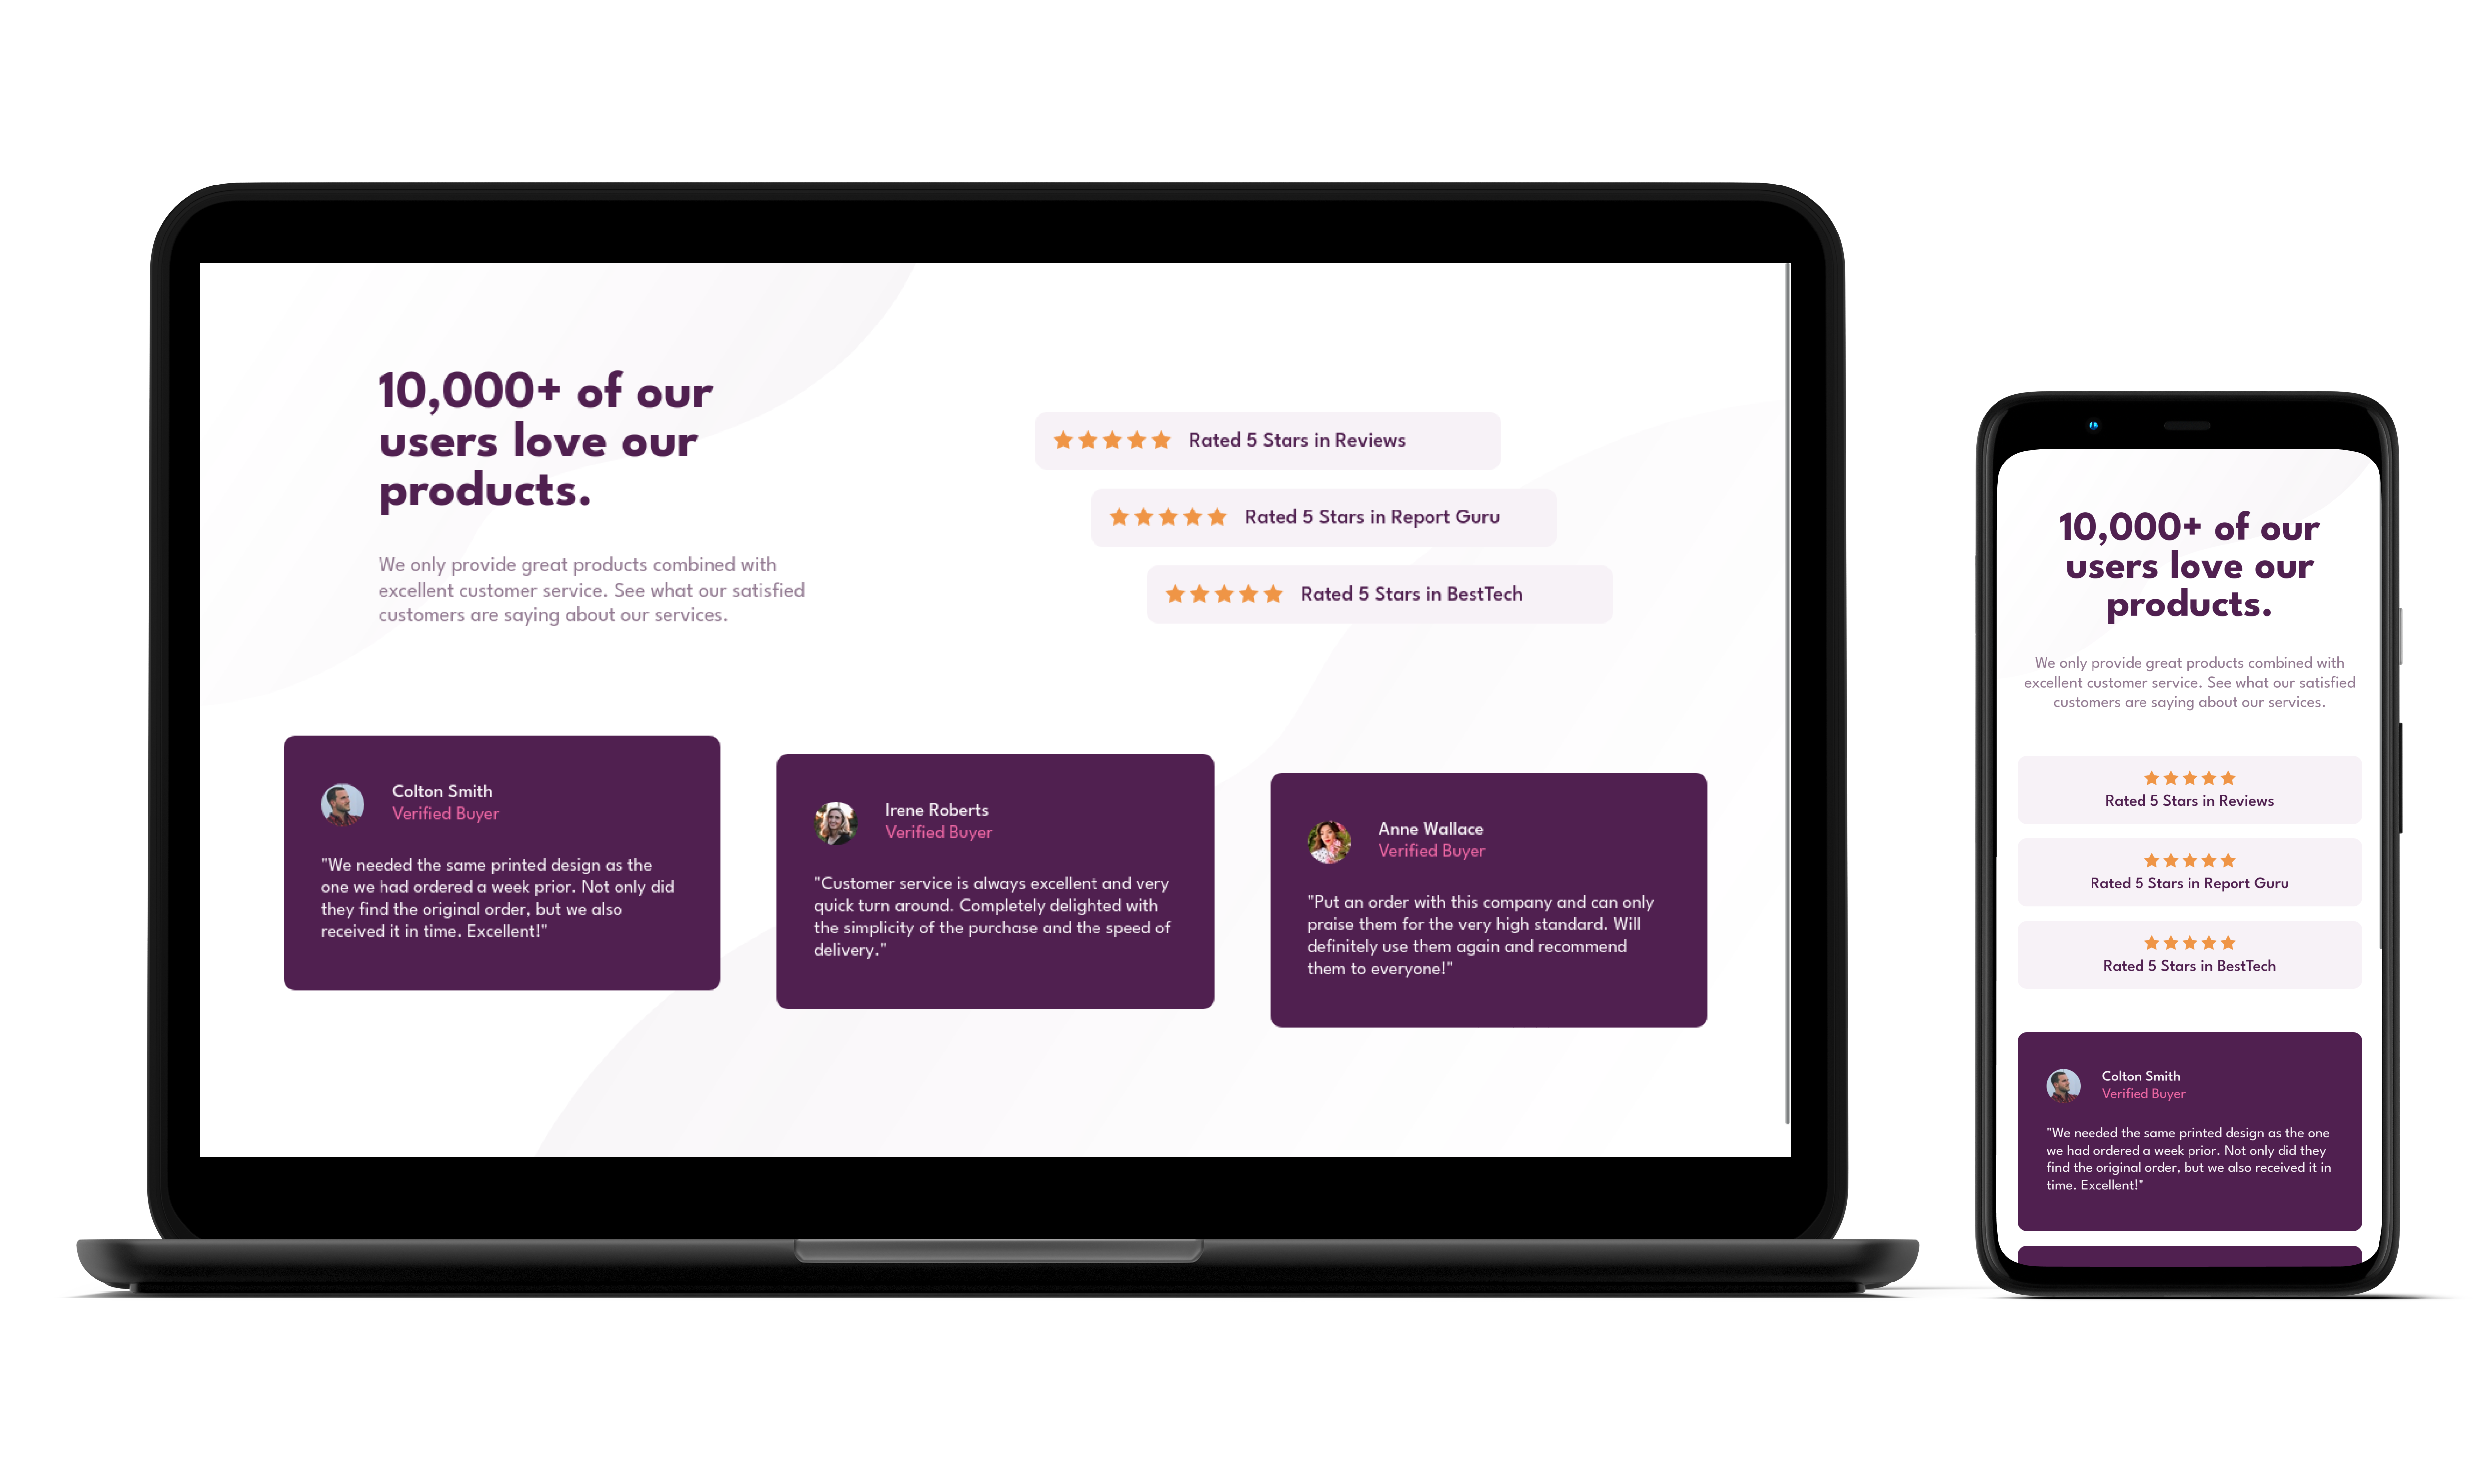 10,000+ of our
users love our
products.
We only provide great products combined with
excellent customer service. See what our satisfied
customers are saying about our services.
Rated 5 Stars in Reviews
Rated 5 Stars in Report Guru
Rated 5 Stars in BestTech
Colton Smith
Verified Buyer
"We needed the same printed design as the
one we had ordered a week prior. Not only did
they find the original order, but we also
received it in time. Excellent!"
Irene Roberts
Verified Buyer
"Customer service is always excellent and very
quick turn around. Completely delighted with
the simplicity of the purchase and the speed of
delivery."
Anne Wallace
Verified Buyer
"Put an order with this company and can only
praise them for the very high standard. Will
definitely use them again and recommend
them to everyone!"
10,000+ of our
users love our
products.
We only provide great products combined with
excellent customer service. See what our satisfied
customers are saying about our services.
Rated 5 Stars in Reviews
Rated 5 Stars in Report Guru
Rated 5 Stars in BestTech
Colton Smith
Verified Buyer
"We needed the same printed design as the one
we had ordered a week prior. Not only did they
find the original order, but we also received it in
time. Excellent!"